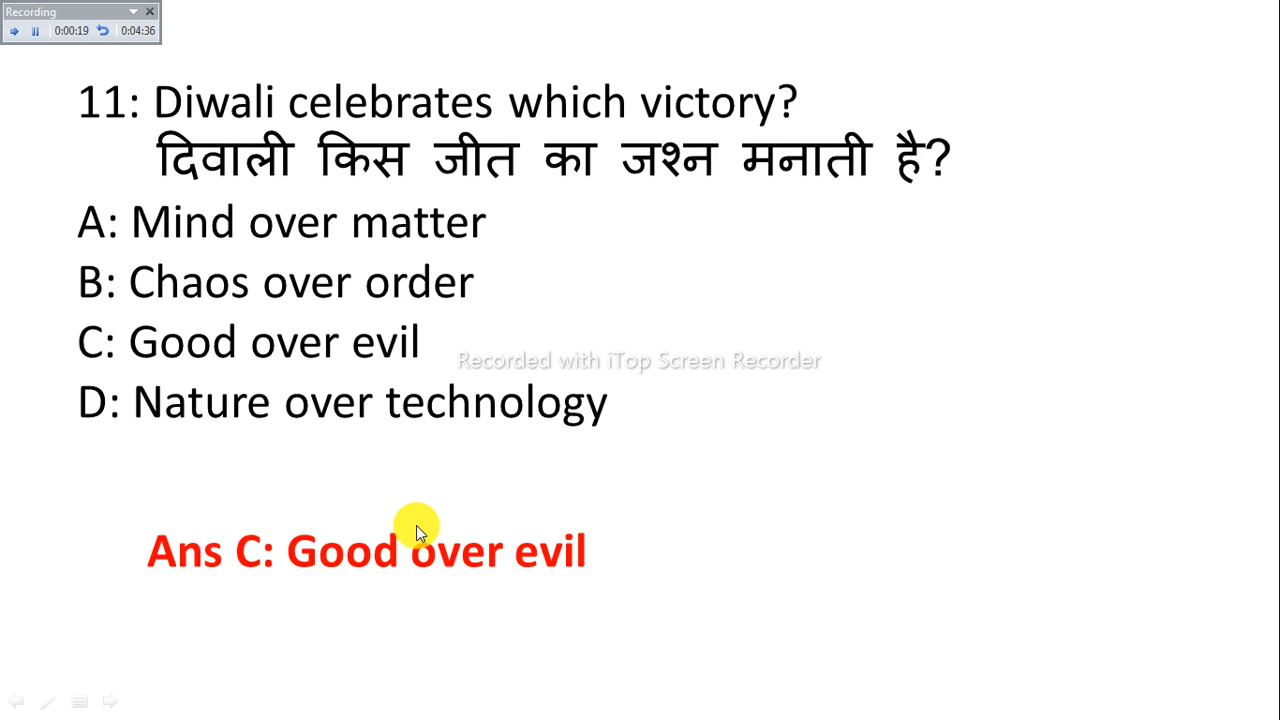 Recording
0:00:19 0:04:36
11: Diwali celebrates which victory?
दिवाली किस जीत का जश्न मनाती है?
A: Mind over matter
B: Chaos over order
C: Good over evil
Recorded with iTop Screen Recorder
D: Nature over technology
Ans C: Good over evil